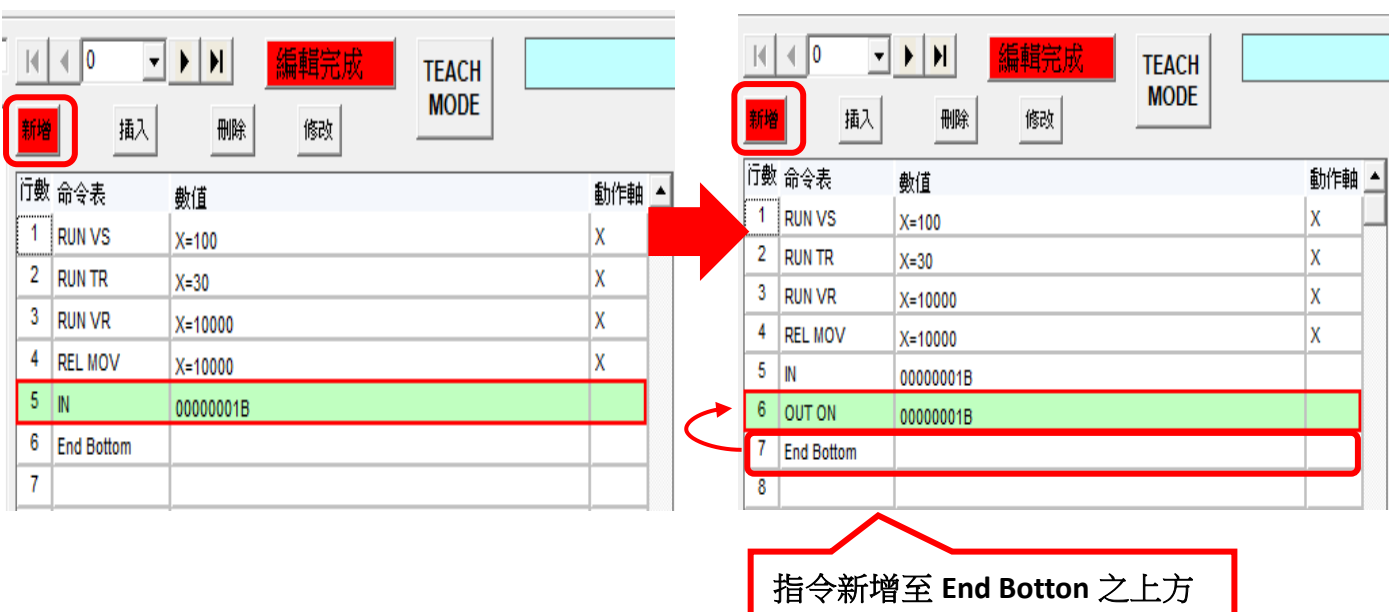 0
編輯完成
TEACH
MODE
新增
插入
刪除
修改
行數 命令表 數值 動作軸
1 RUN VS X=100 X
2 RUN TR X=30 X
3 RUN VR X=10000 X
4 REL MOV X=10000 X
5 IN 00000001B
6 End Bottom
7
0
編輯完成
TEACH
MODE
新增
插入
刪除
修改
行數 命令表 數值 動作軸
1 RUN VS X=100 X
2 RUN TR X=30 X
3 RUN VR X=10000 X
4 REL MOV X=10000 X
5 IN 00000001B
6 OUT ON 00000001B
7 End Bottom
8
指令新增至 End Botton 之上方